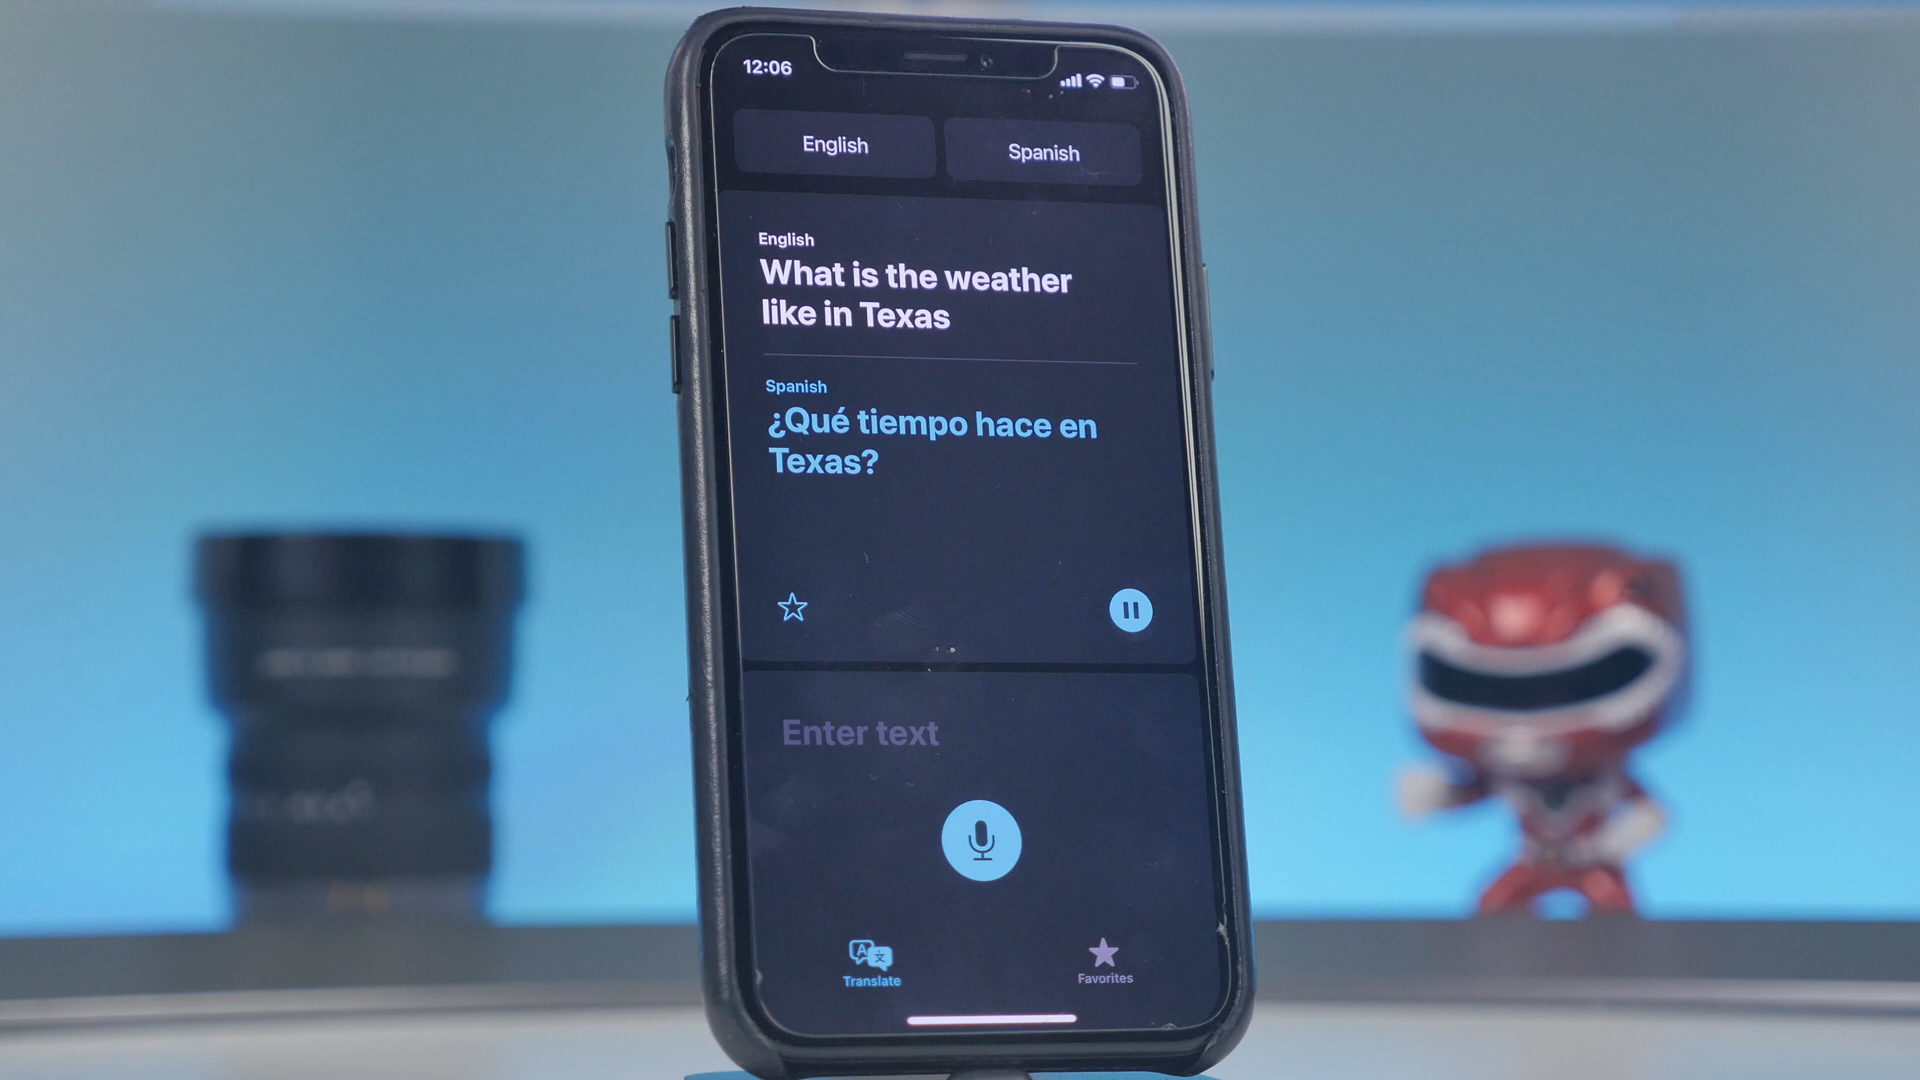 12:06
English
Spanish
English
What is the weather
like in Texas
Spanish
¿Qué tiempo hace en
Texas?
Enter text
Translate
Favorites